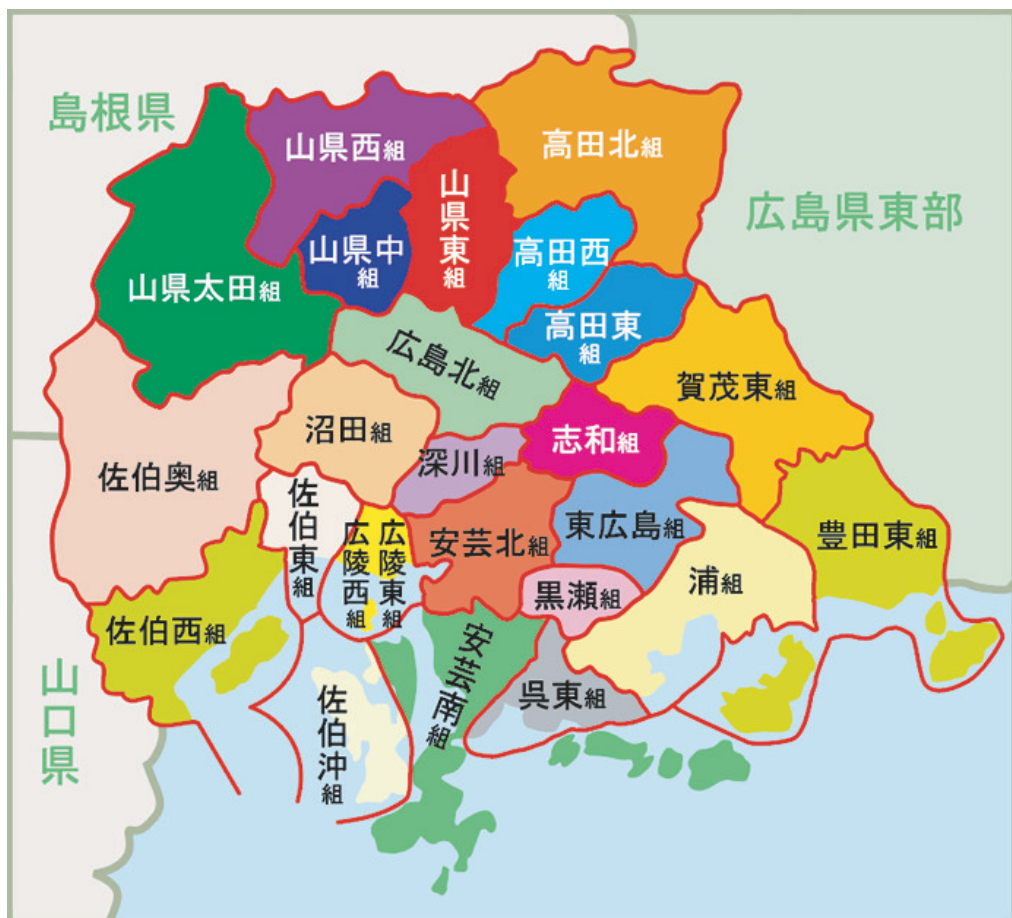 島根県
山県西組
高田北組
山県東組
広島県東部
山県中組
高田西組
山県太田組
高田東組
広島北組
賀茂東組
沼田組
志和組
深川組
佐伯奥組
佐伯東組
広陵西組
広陵東組
安芸北組
東広島組
豊田東組
浦組
黒瀬組
佐伯西組
安芸南組
山口県
佐伯沖組
呉東組